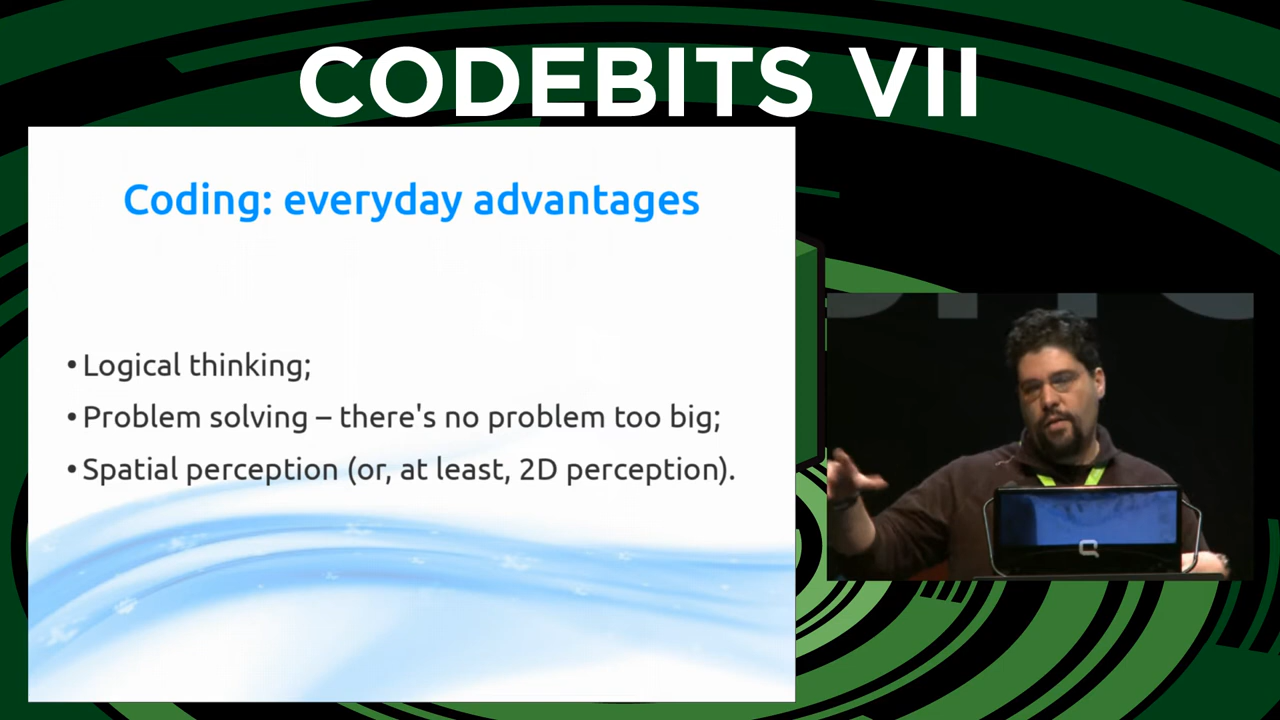 CODEBITS VII
Coding: everyday advantages
• Logical thinking;
• Problem solving – there's no problem too big;
• Spatial perception (or, at least, 2D perception).